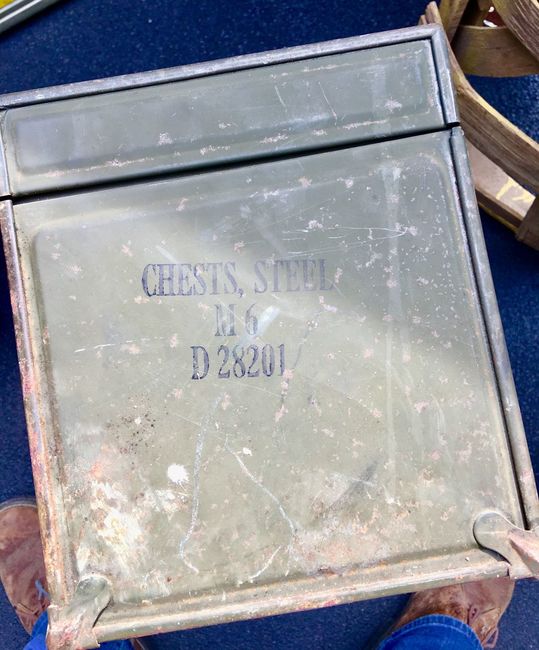 CHESTS, STEEL
M 6
D 28201